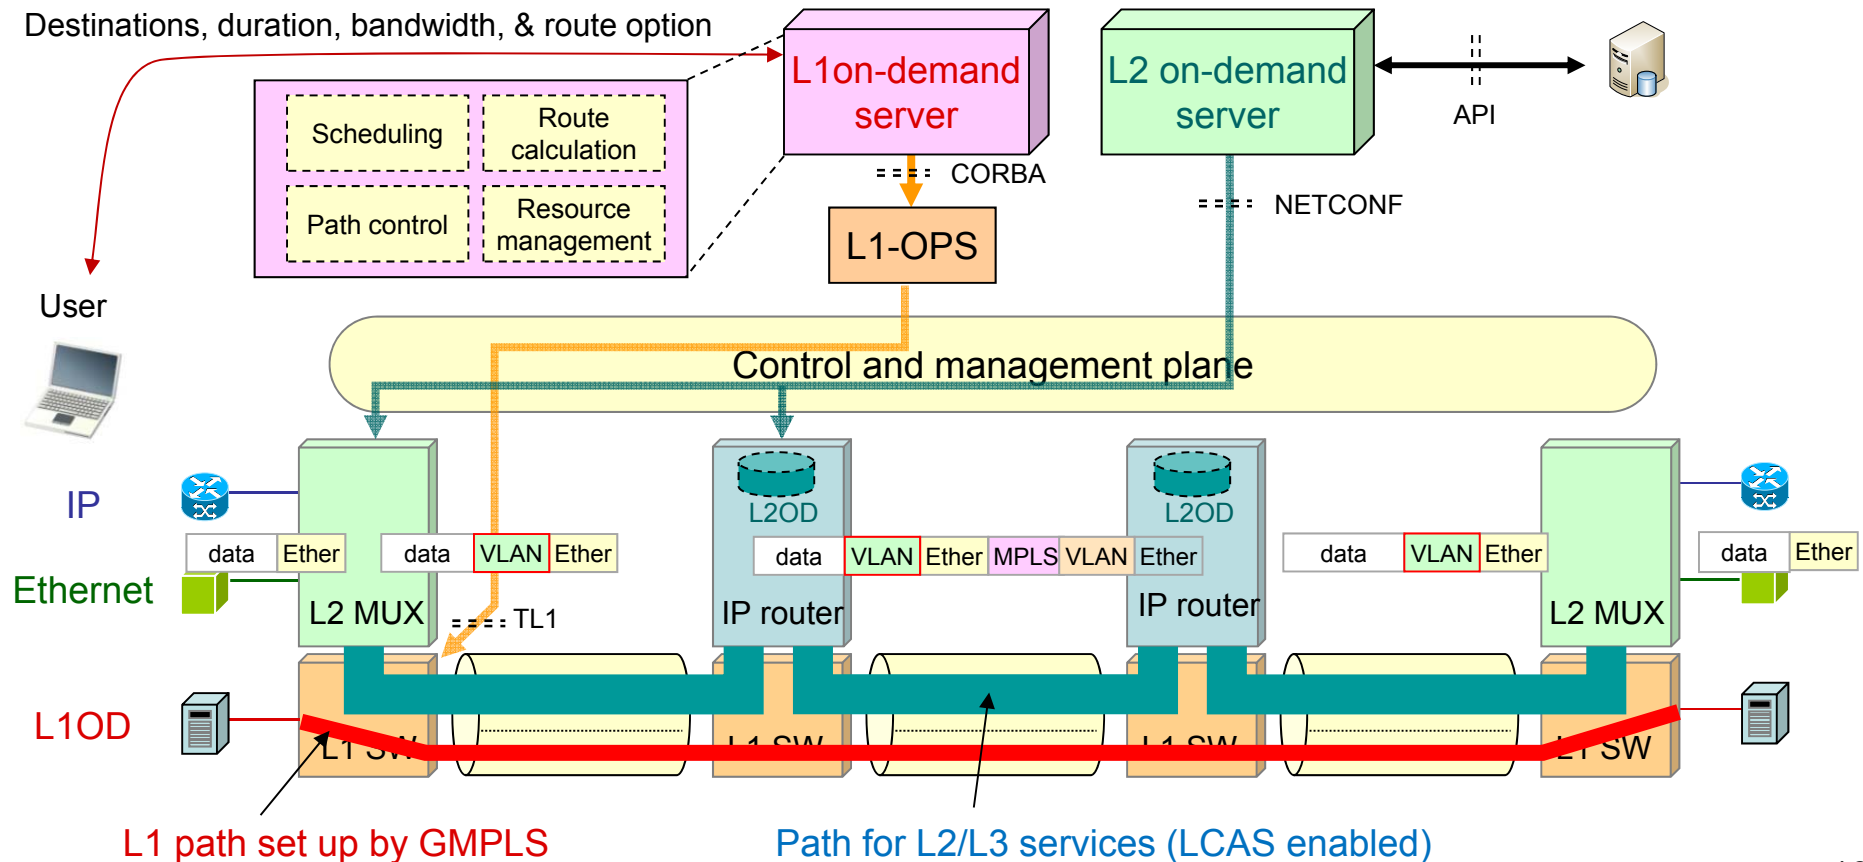 Destinations, duration, bandwidth, & route option
L1on-demand
server
L2 on-demand
server
API
Scheduling
Route
calculation
Path control
Resource
management
CORBA
NETCONF
L1-OPS
User
Control and management plane
IP
L2OD
L2OD
data Ether
data VLAN Ether
data VLAN Ether MPLS VLAN Ether
data VLAN Ether
data Ether
Ethernet
L2 MUX
TL1
IP router
IP router
L2 MUX
L1OD
L1 SW
L1 SW
L1 SW
L1 SW
L1 path set up by GMPLS
Path for L2/L3 services (LCAS enabled)